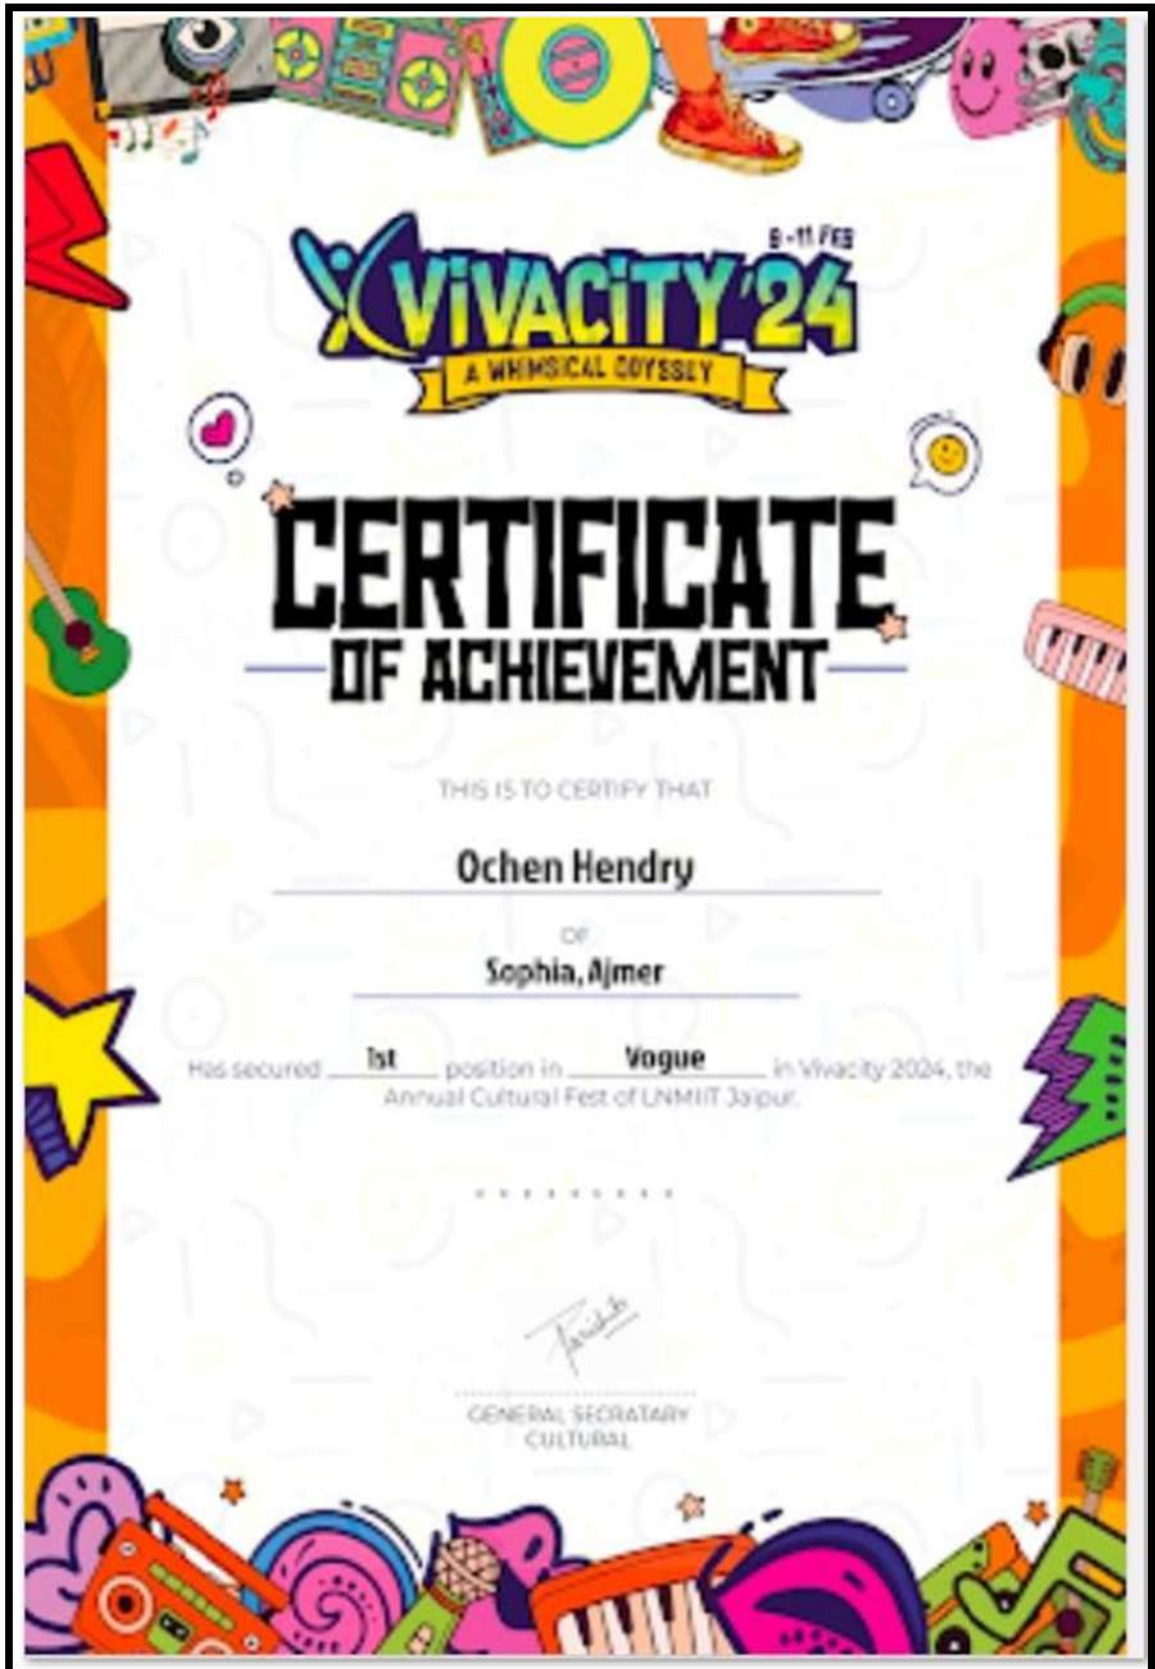 8-11 FEB
VIVACITY'24
A WHIMSICAL ODYSSEY
CERTIFICATE
OF ACHIEVEMENT
THIS IS TO CERTIFY THAT
Ochen Hendry
OF
Sophia, Ajmer
Has secured 1st position in Vogue in Vivacity 2024, the
Annual Cultural Fest of LNMIIT Jaipur.
GENERAL SECRATARY
CULTURAL